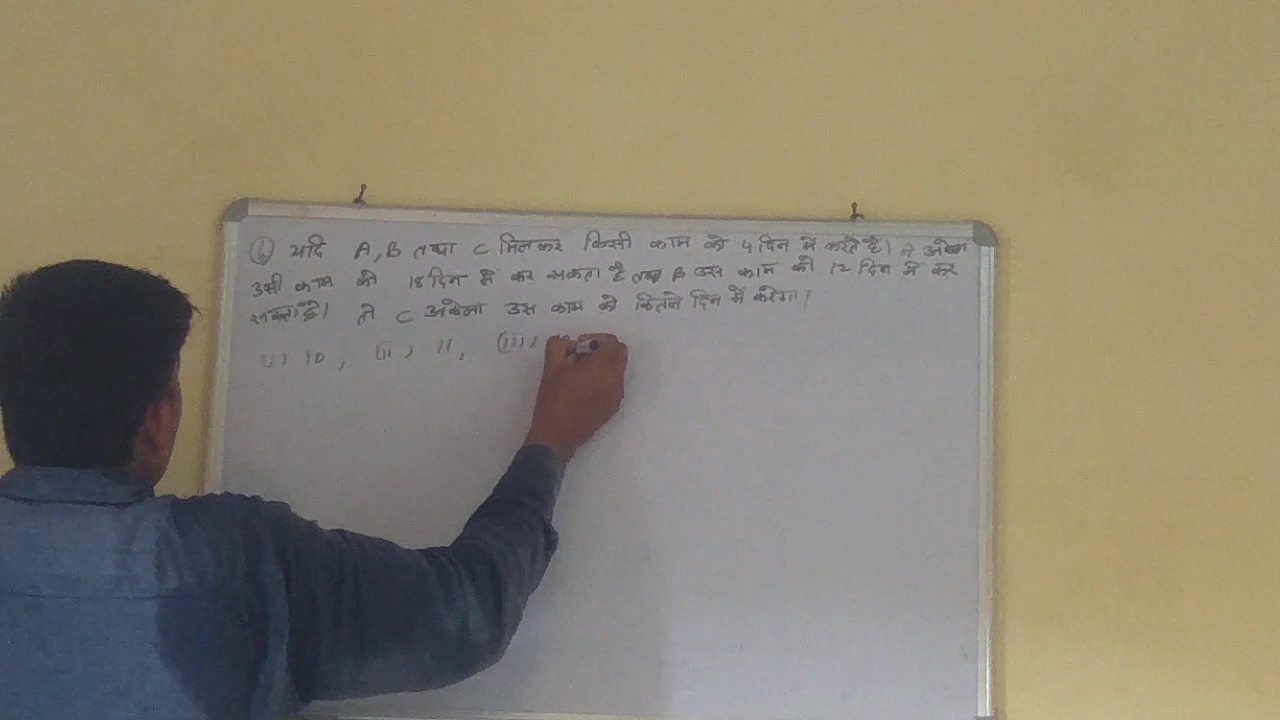 ⑥ यदि A, B तथा C मिलकर किसी काम को 4 दिन में करते है। A अकेला
उसी काम को 18 दिन में कर सकता है तथा B उस काम को 12 दिन में कर
सकता है। तो C अकेला उस काम को कितने दिन में करेगा।
(i) 10, (ii) 11, (iii)